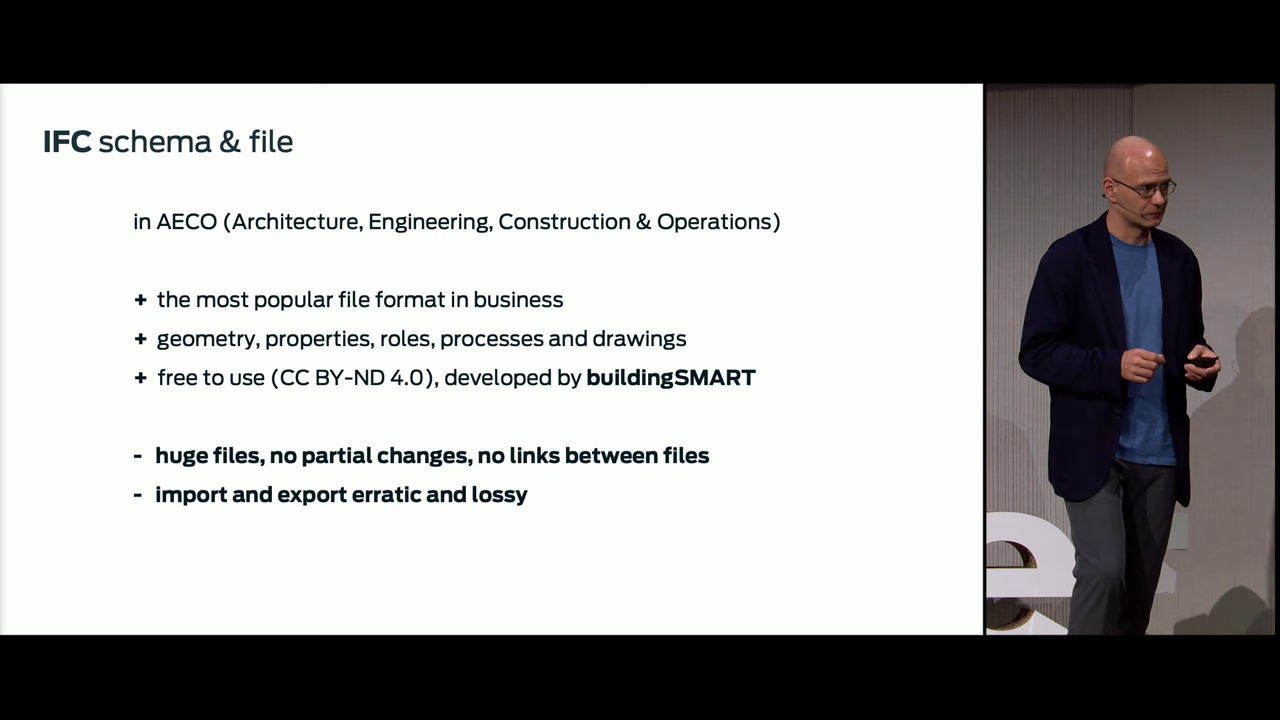 IFC schema & file
in AECO (Architecture, Engineering, Construction & Operations)
+ the most popular file format in business
+ geometry, properties, roles, processes and drawings
+ free to use (CC BY-ND 4.0), developed by buildingSMART
- huge files, no partial changes, no links between files
- import and export erratic and lossy
e